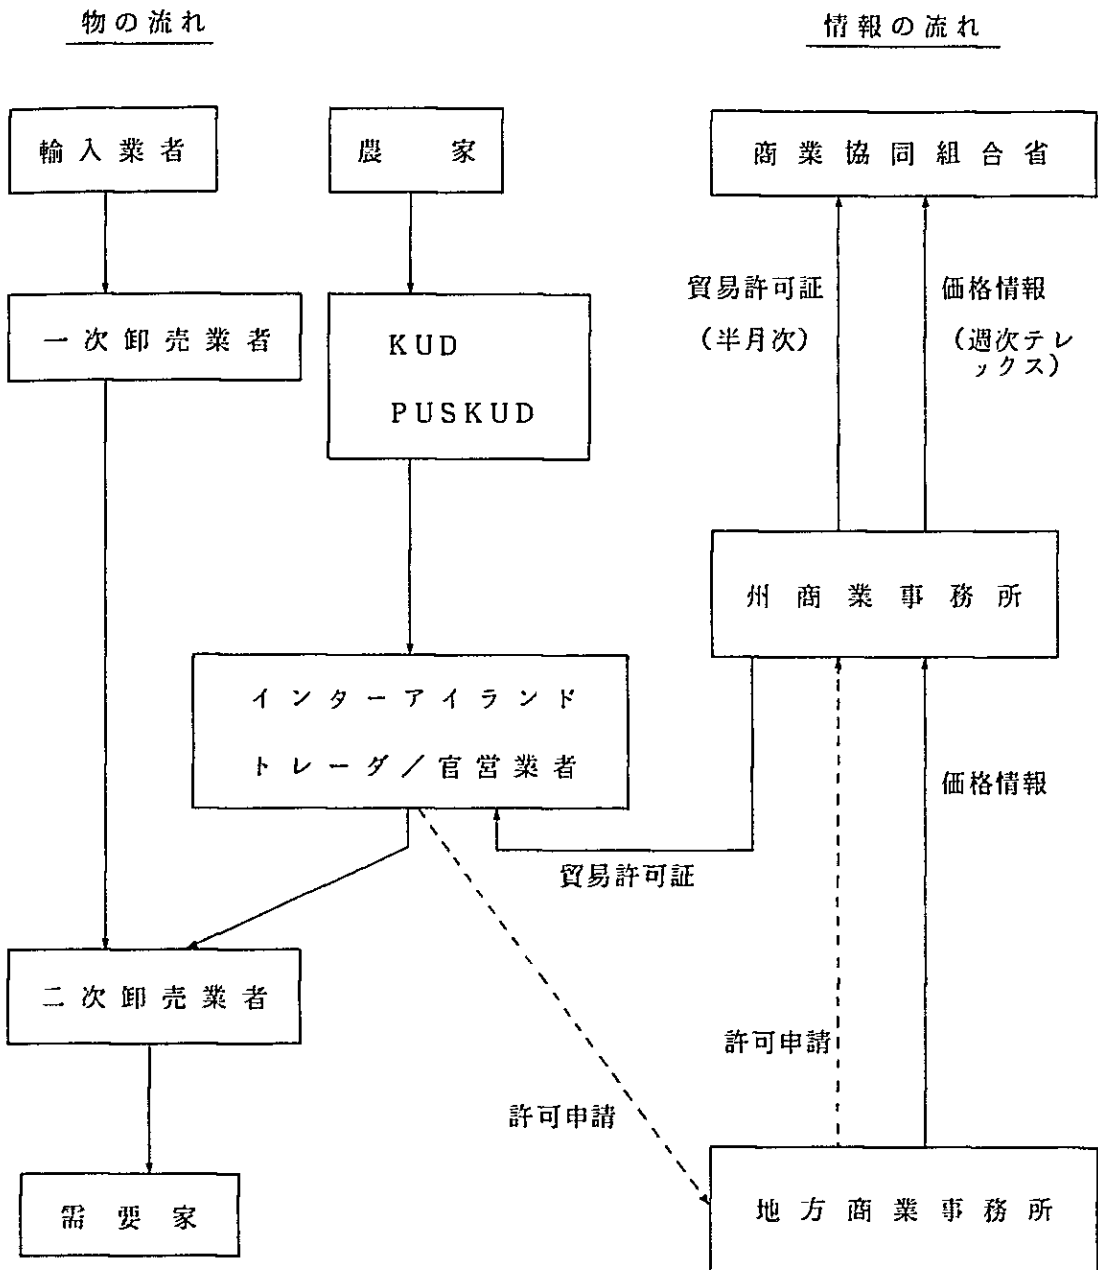 物の流れ
情報の流れ
輸入業者
農家
商業協同組合省
一次卸売業者
KUD
PUSKUD
貿易許可証
（半月次）
価格情報
（週次テレ
ックス）
州商業事務所
インターアイランド
トレーダ／官営業者
価格情報
貿易許可証
二次卸売業者
許可申請
許可申請
需要家
地方商業事務所